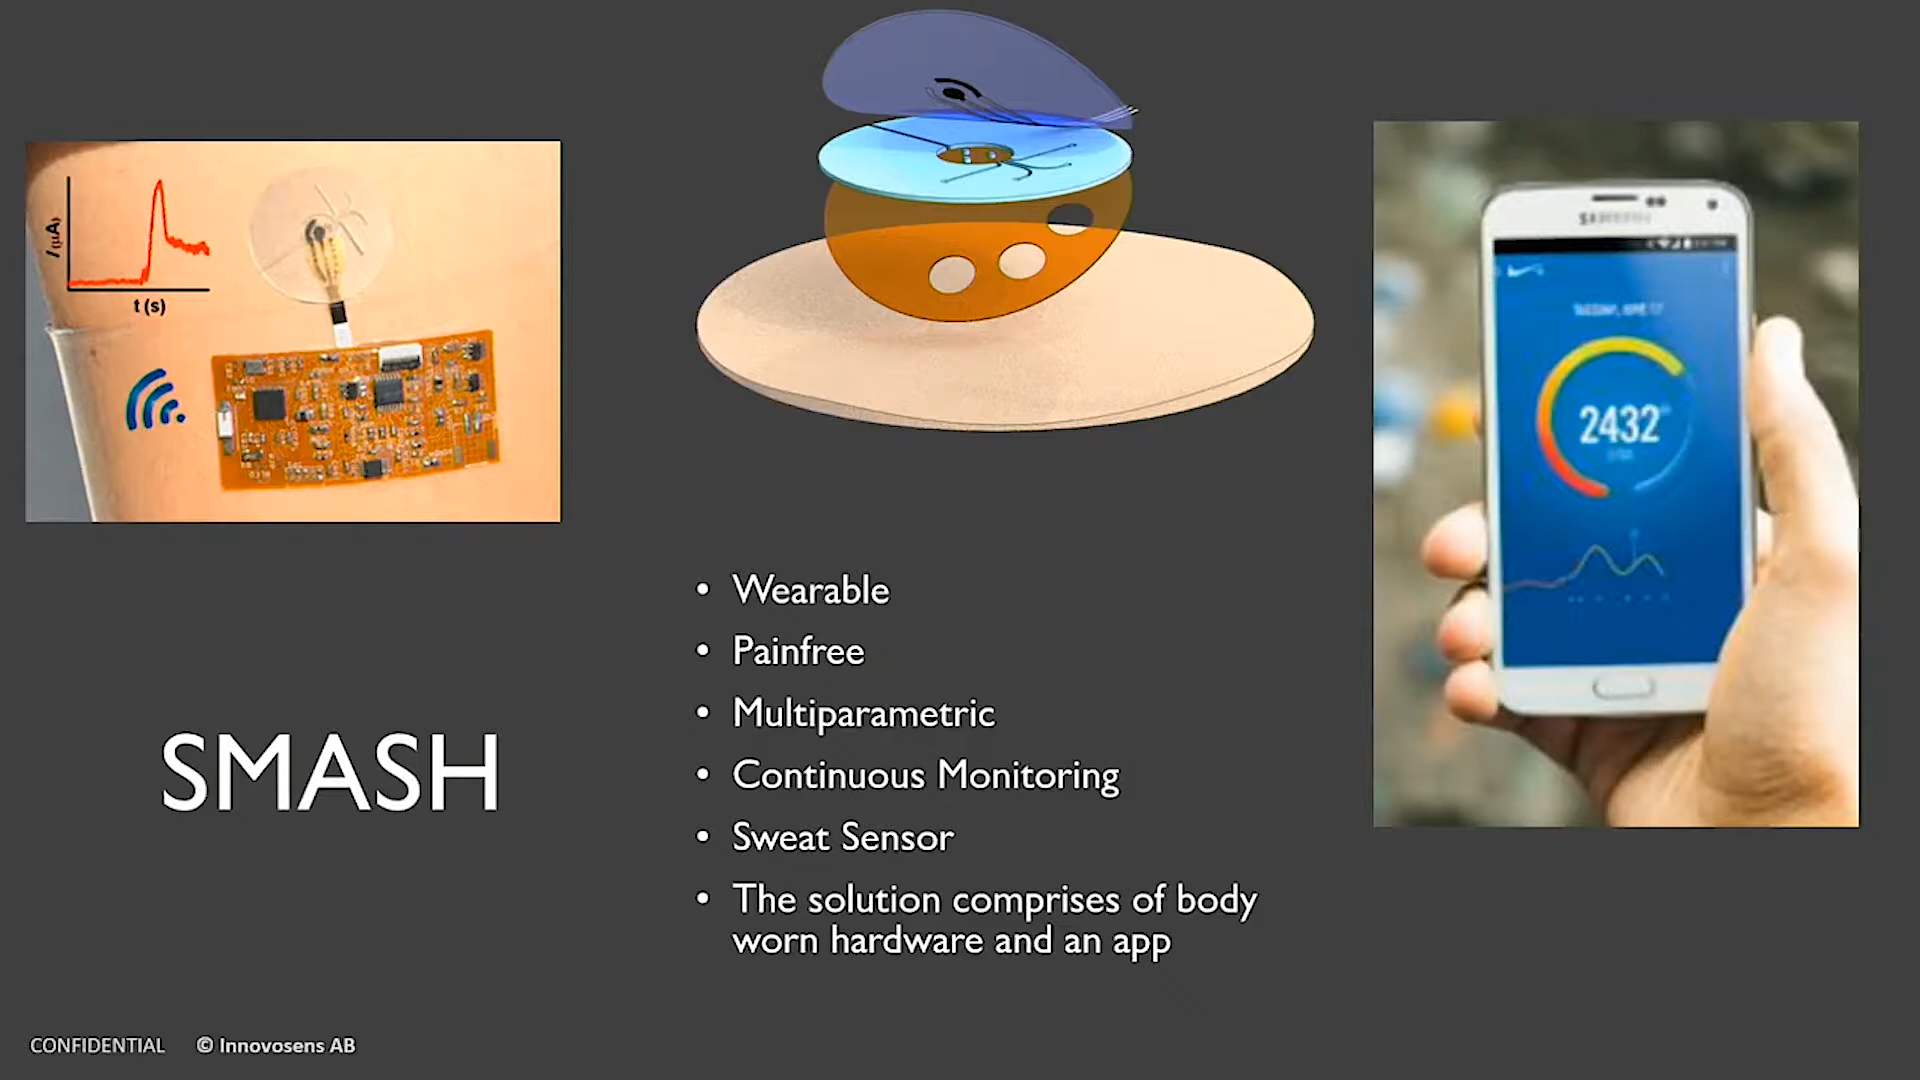 I (µA)
t (s)
SAMSUNG
2432
• Wearable
• Painfree
• Multiparametric
• Continuous Monitoring
• Sweat Sensor
• The solution comprises of body
worn hardware and an app
SMASH
CONFIDENTIAL © Innovosens AB